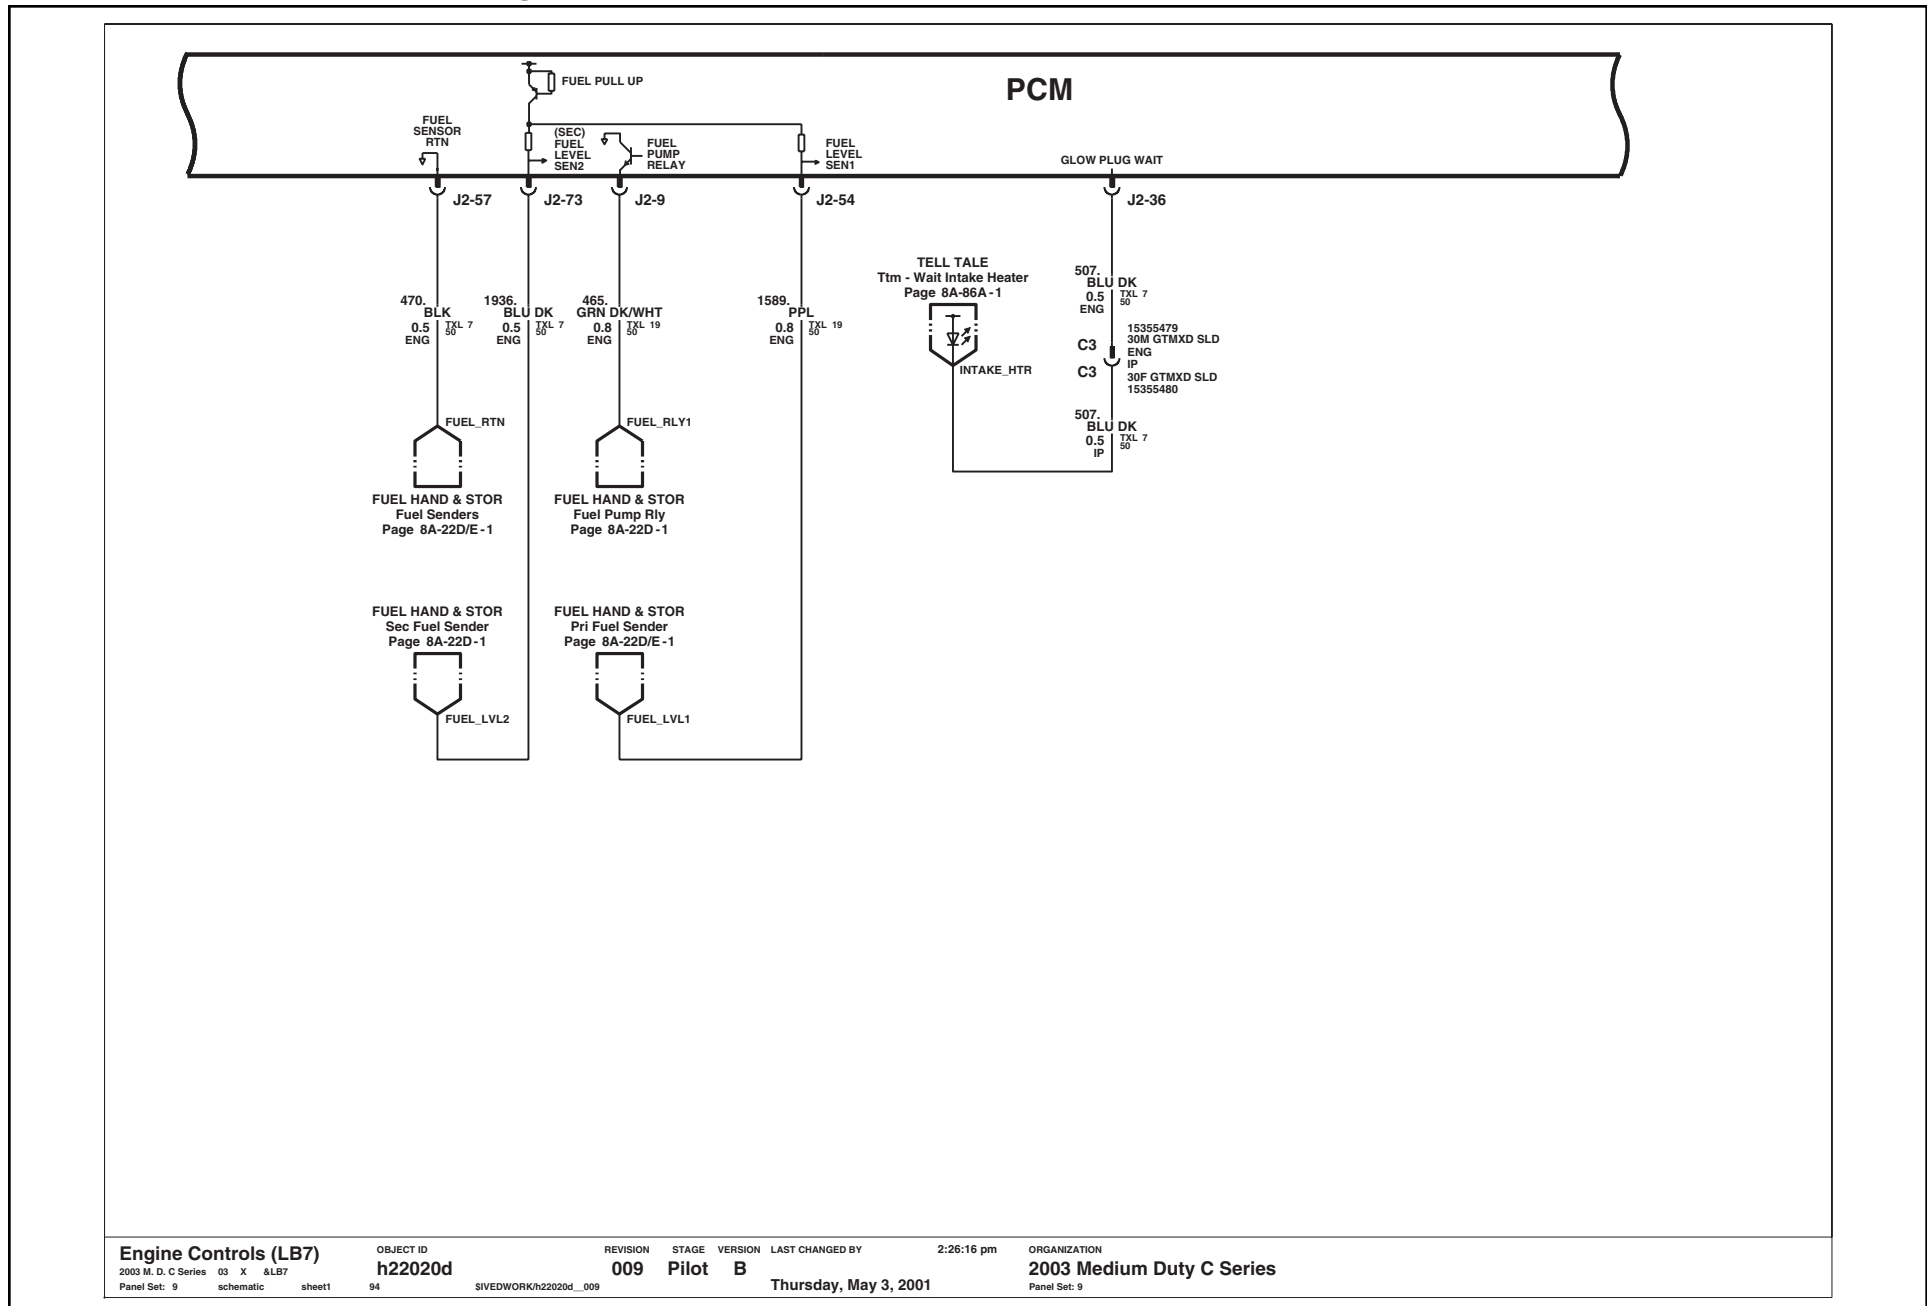 PCM
FUEL PULL UP
FUEL
SENSOR
RTN
(SEC)
FUEL
LEVEL
SEN2
FUEL
PUMP
RELAY
FUEL
LEVEL
SEN1
GLOW PLUG WAIT
J2-57
J2-73
J2-9
J2-54
J2-36
470.
BLK
0.5
TXL 7
50
ENG
1936.
BLU DK
0.5
TXL 7
50
ENG
465.
GRN DK/WHT
0.8
TXL 19
50
ENG
1589.
PPL
0.8
TXL 19
50
ENG
TELL TALE
Ttm - Wait Intake Heater
Page 8A-86A-1
INTAKE_HTR
507.
BLU DK
0.5
TXL 7
50
ENG
C3
C3
15355479
30M GTMXD SLD
ENG
IP
30F GTMXD SLD
15355480
507.
BLU DK
0.5
TXL 7
50
IP
FUEL_RTN
FUEL HAND & STOR
Fuel Senders
Page 8A-22D/E-1
FUEL_RLY1
FUEL HAND & STOR
Fuel Pump Rly
Page 8A-22D-1
FUEL HAND & STOR
Sec Fuel Sender
Page 8A-22D-1
FUEL_LVL2
FUEL HAND & STOR
Pri Fuel Sender
Page 8A-22D/E-1
FUEL_LVL1
Engine Controls (LB7)
2003 M. D. C Series 03 X &LB7
Panel Set: 9 schematic sheet1 94
OBJECT ID
h22020d
$IVEDWORK/h22020d__009
REVISION
009
STAGE
Pilot
VERSION
B
LAST CHANGED BY
2:26:16 pm
Thursday, May 3, 2001
ORGANIZATION
2003 Medium Duty C Series
Panel Set: 9